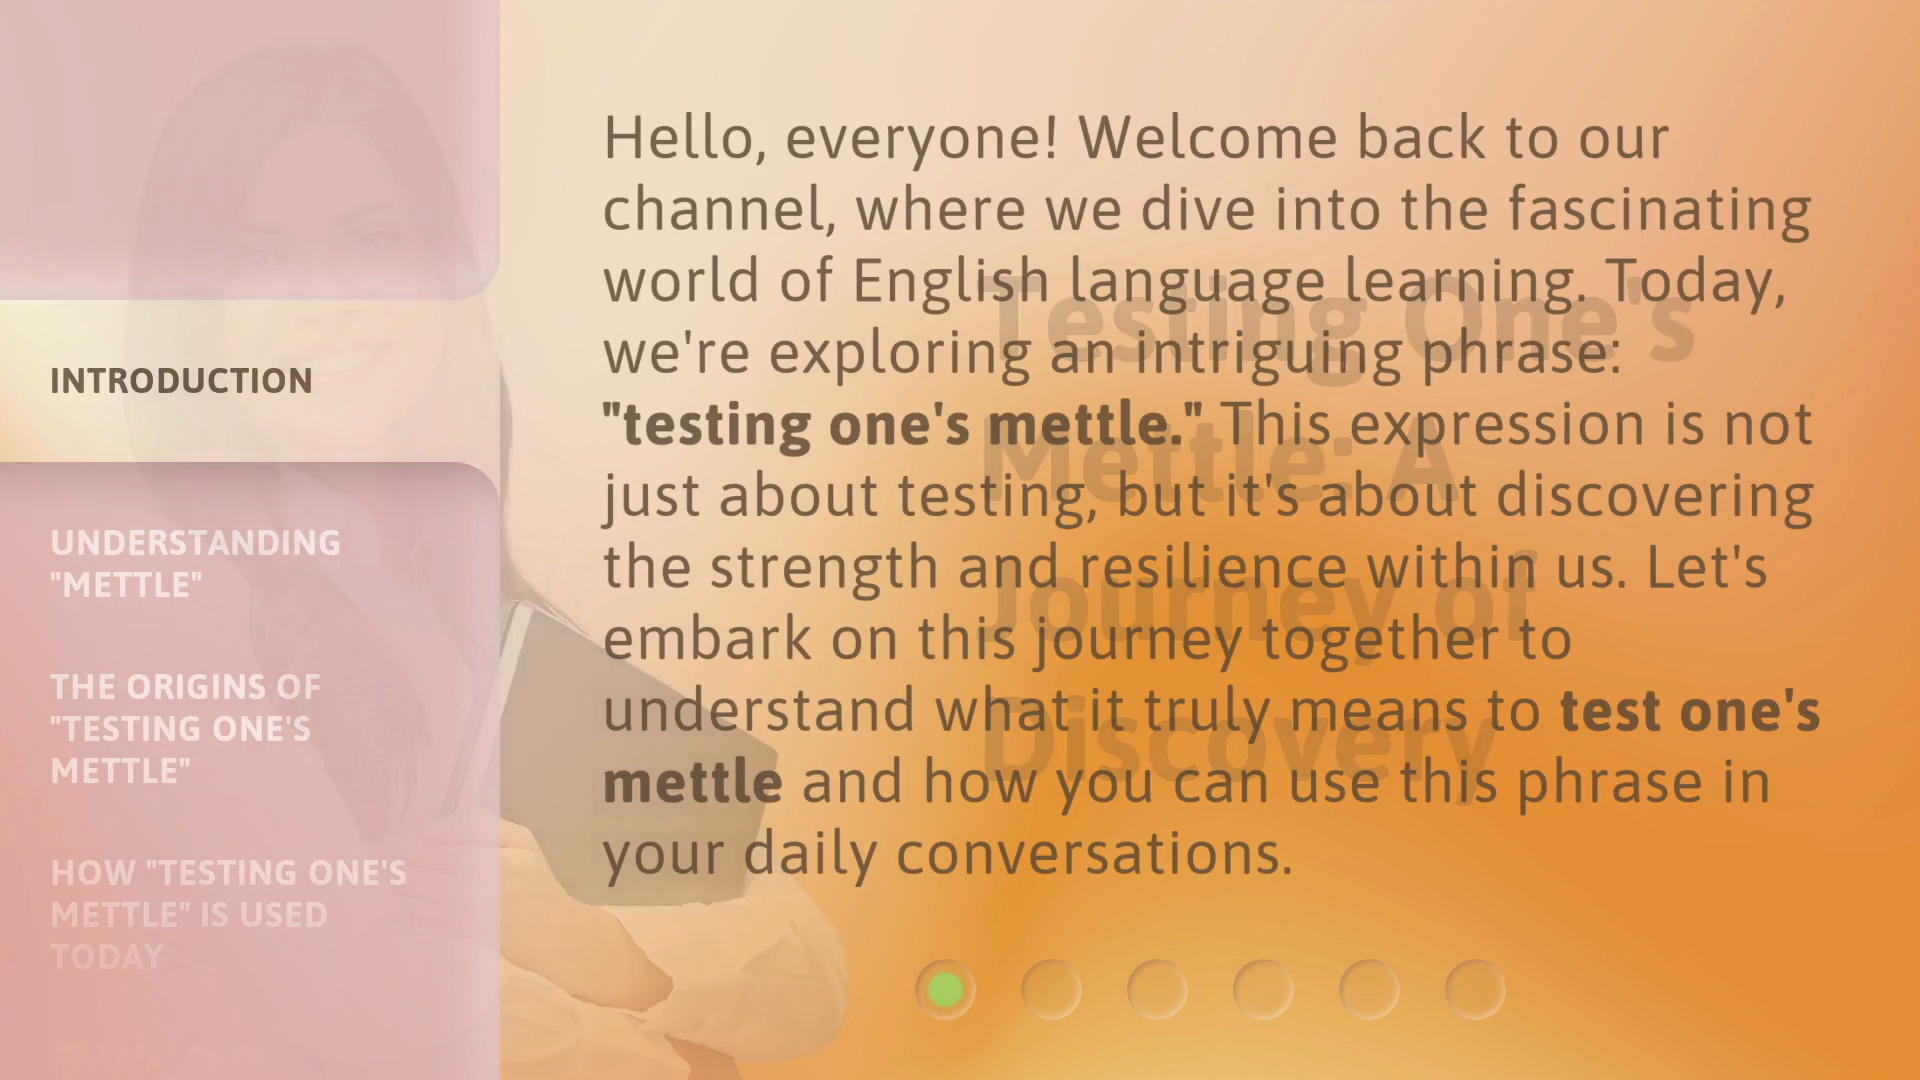 INTRODUCTION
UNDERSTANDING
"METTLE"
THE ORIGINS OF
"TESTING ONE'S
METTLE"
HOW "TESTING ONE'S
METTLE" IS USED
TODAY
Hello, everyone! Welcome back to our
channel, where we dive into the fascinating
world of English language learning. Today,
we're exploring an intriguing phrase:
"testing one's mettle." This expression is not
just about testing, but it's about discovering
the strength and resilience within us. Let's
embark on this journey together to
understand what it truly means to test one's
mettle and how you can use this phrase in
your daily conversations.
Testing One's
Mettle: A
Journey of
Discovery